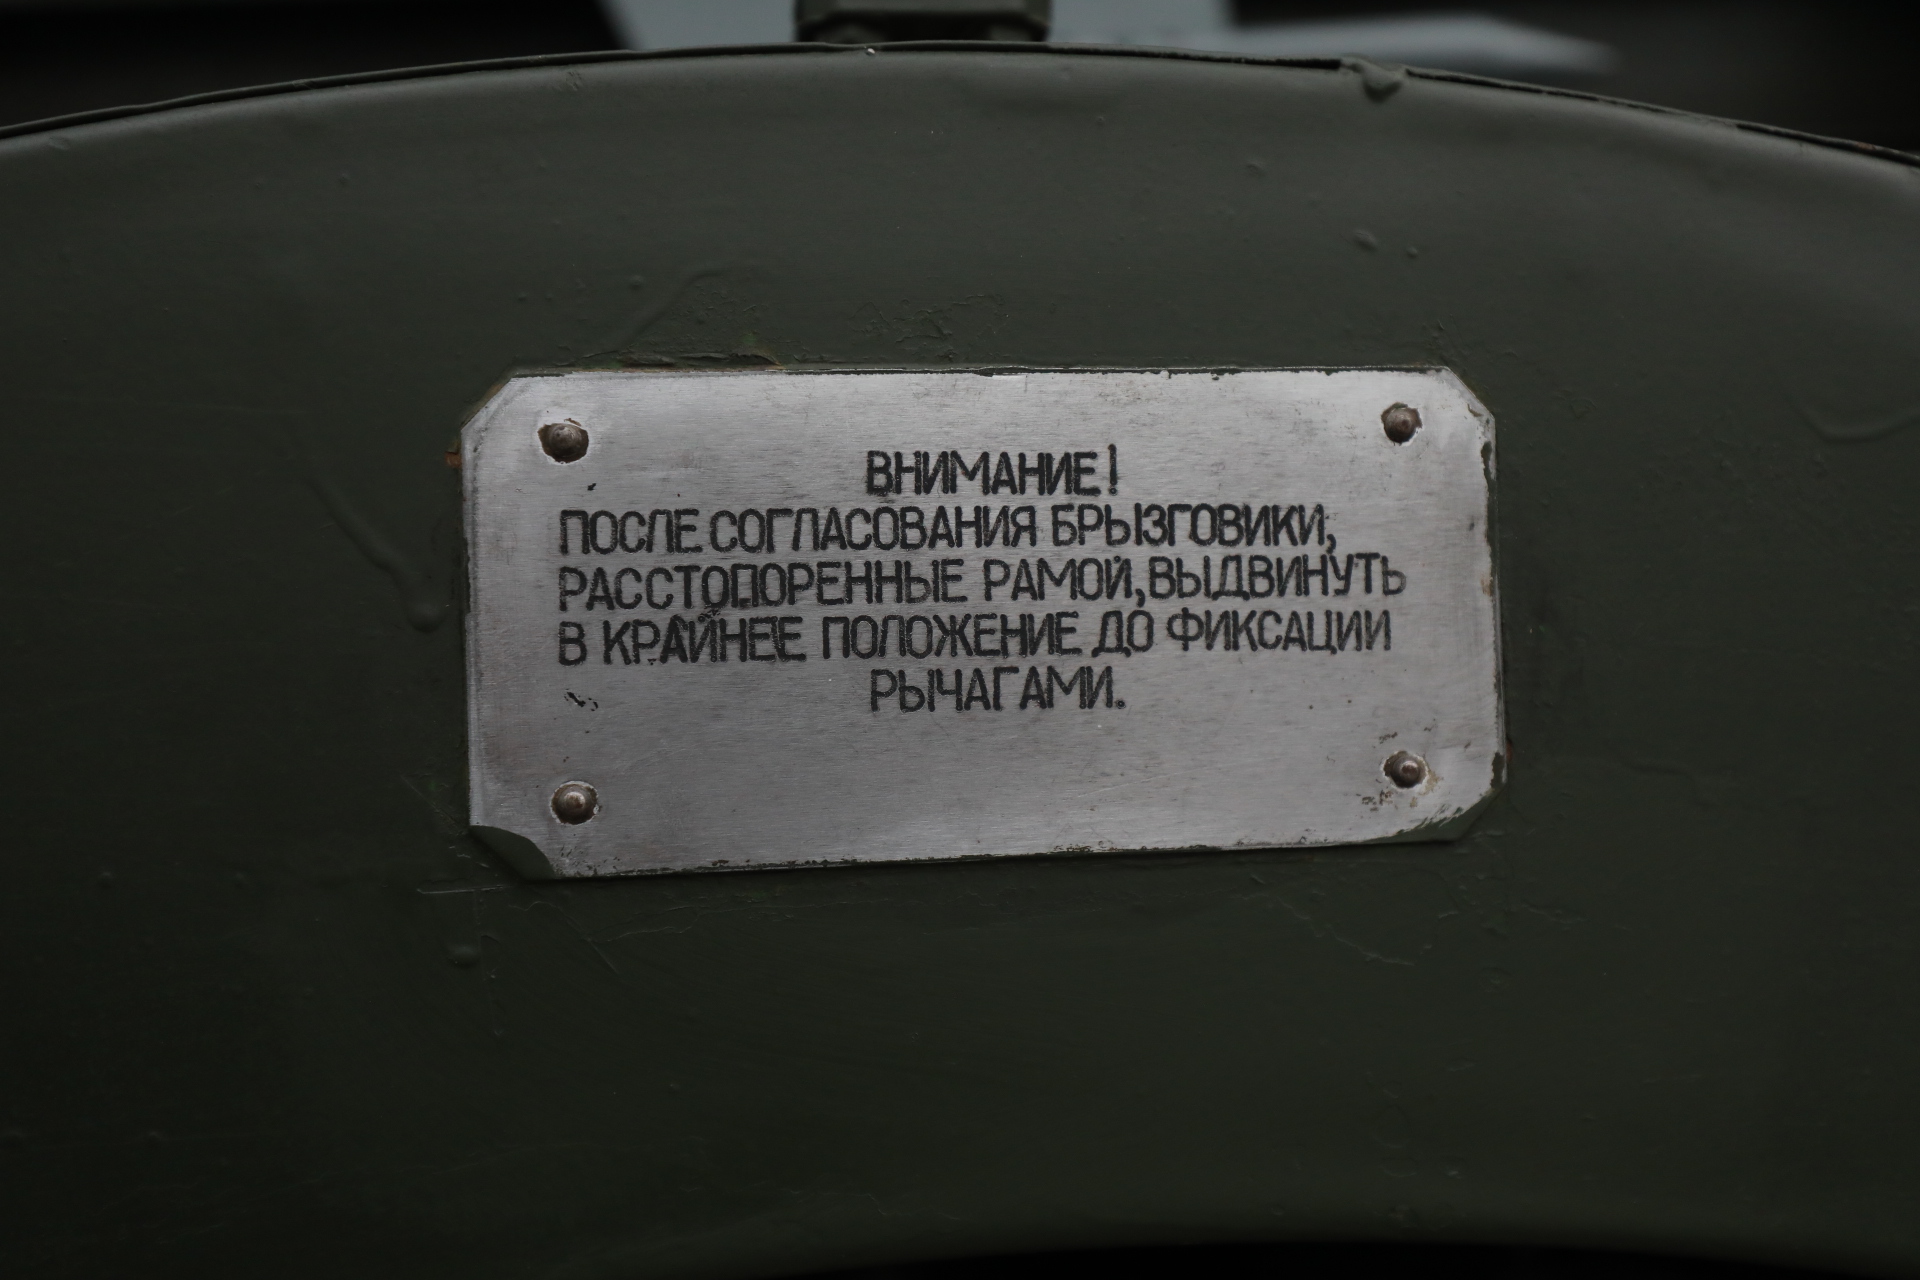 ВНИМАНИЕ!
ПОСЛЕ СОГЛАСОВАНИЯ БРЫЗГОВИКИ,
РАССТОПОРЕННЫЕ РАМОЙ, ВЫДВИНУТЬ
В КРАЙНЕЕ ПОЛОЖЕНИЕ ДО ФИКСАЦИИ
РЫЧАГАМИ.